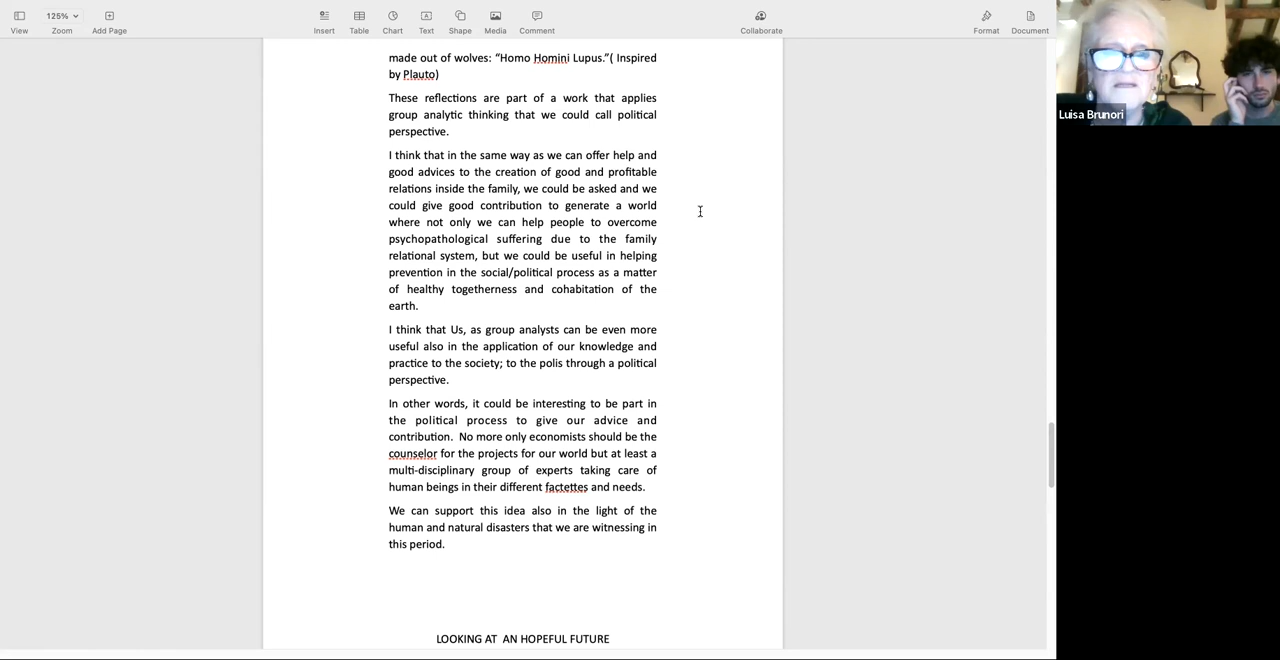 125%
View
Zoom
Add Page
Insert
Table
Chart
Text
Shape
Media
Comment
Collaborate
Format
Document
made out of wolves: “Homo Homini Lupus.”( Inspired
by Plauto)
These reflections are part of a work that applies
group analytic thinking that we could call political
perspective.
I think that in the same way as we can offer help and
good advices to the creation of good and profitable
relations inside the family, we could be asked and we
could give good contribution to generate a world
where not only we can help people to overcome
psychopathological suffering due to the family
relational system, but we could be useful in helping
prevention in the social/political process as a matter
of healthy togetherness and cohabitation of the
earth.
I think that Us, as group analysts can be even more
useful also in the application of our knowledge and
practice to the society; to the polis through a political
perspective.
In other words, it could be interesting to be part in
the political process to give our advice and
contribution.  No more only economists should be the
counselor for the projects for our world but at least a
multi-disciplinary group of experts taking care of
human beings in their different factettes and needs.
We can support this idea also in the light of the
human and natural disasters that we are witnessing in
this period.
LOOKING AT  AN HOPEFUL FUTURE
Luisa Brunori